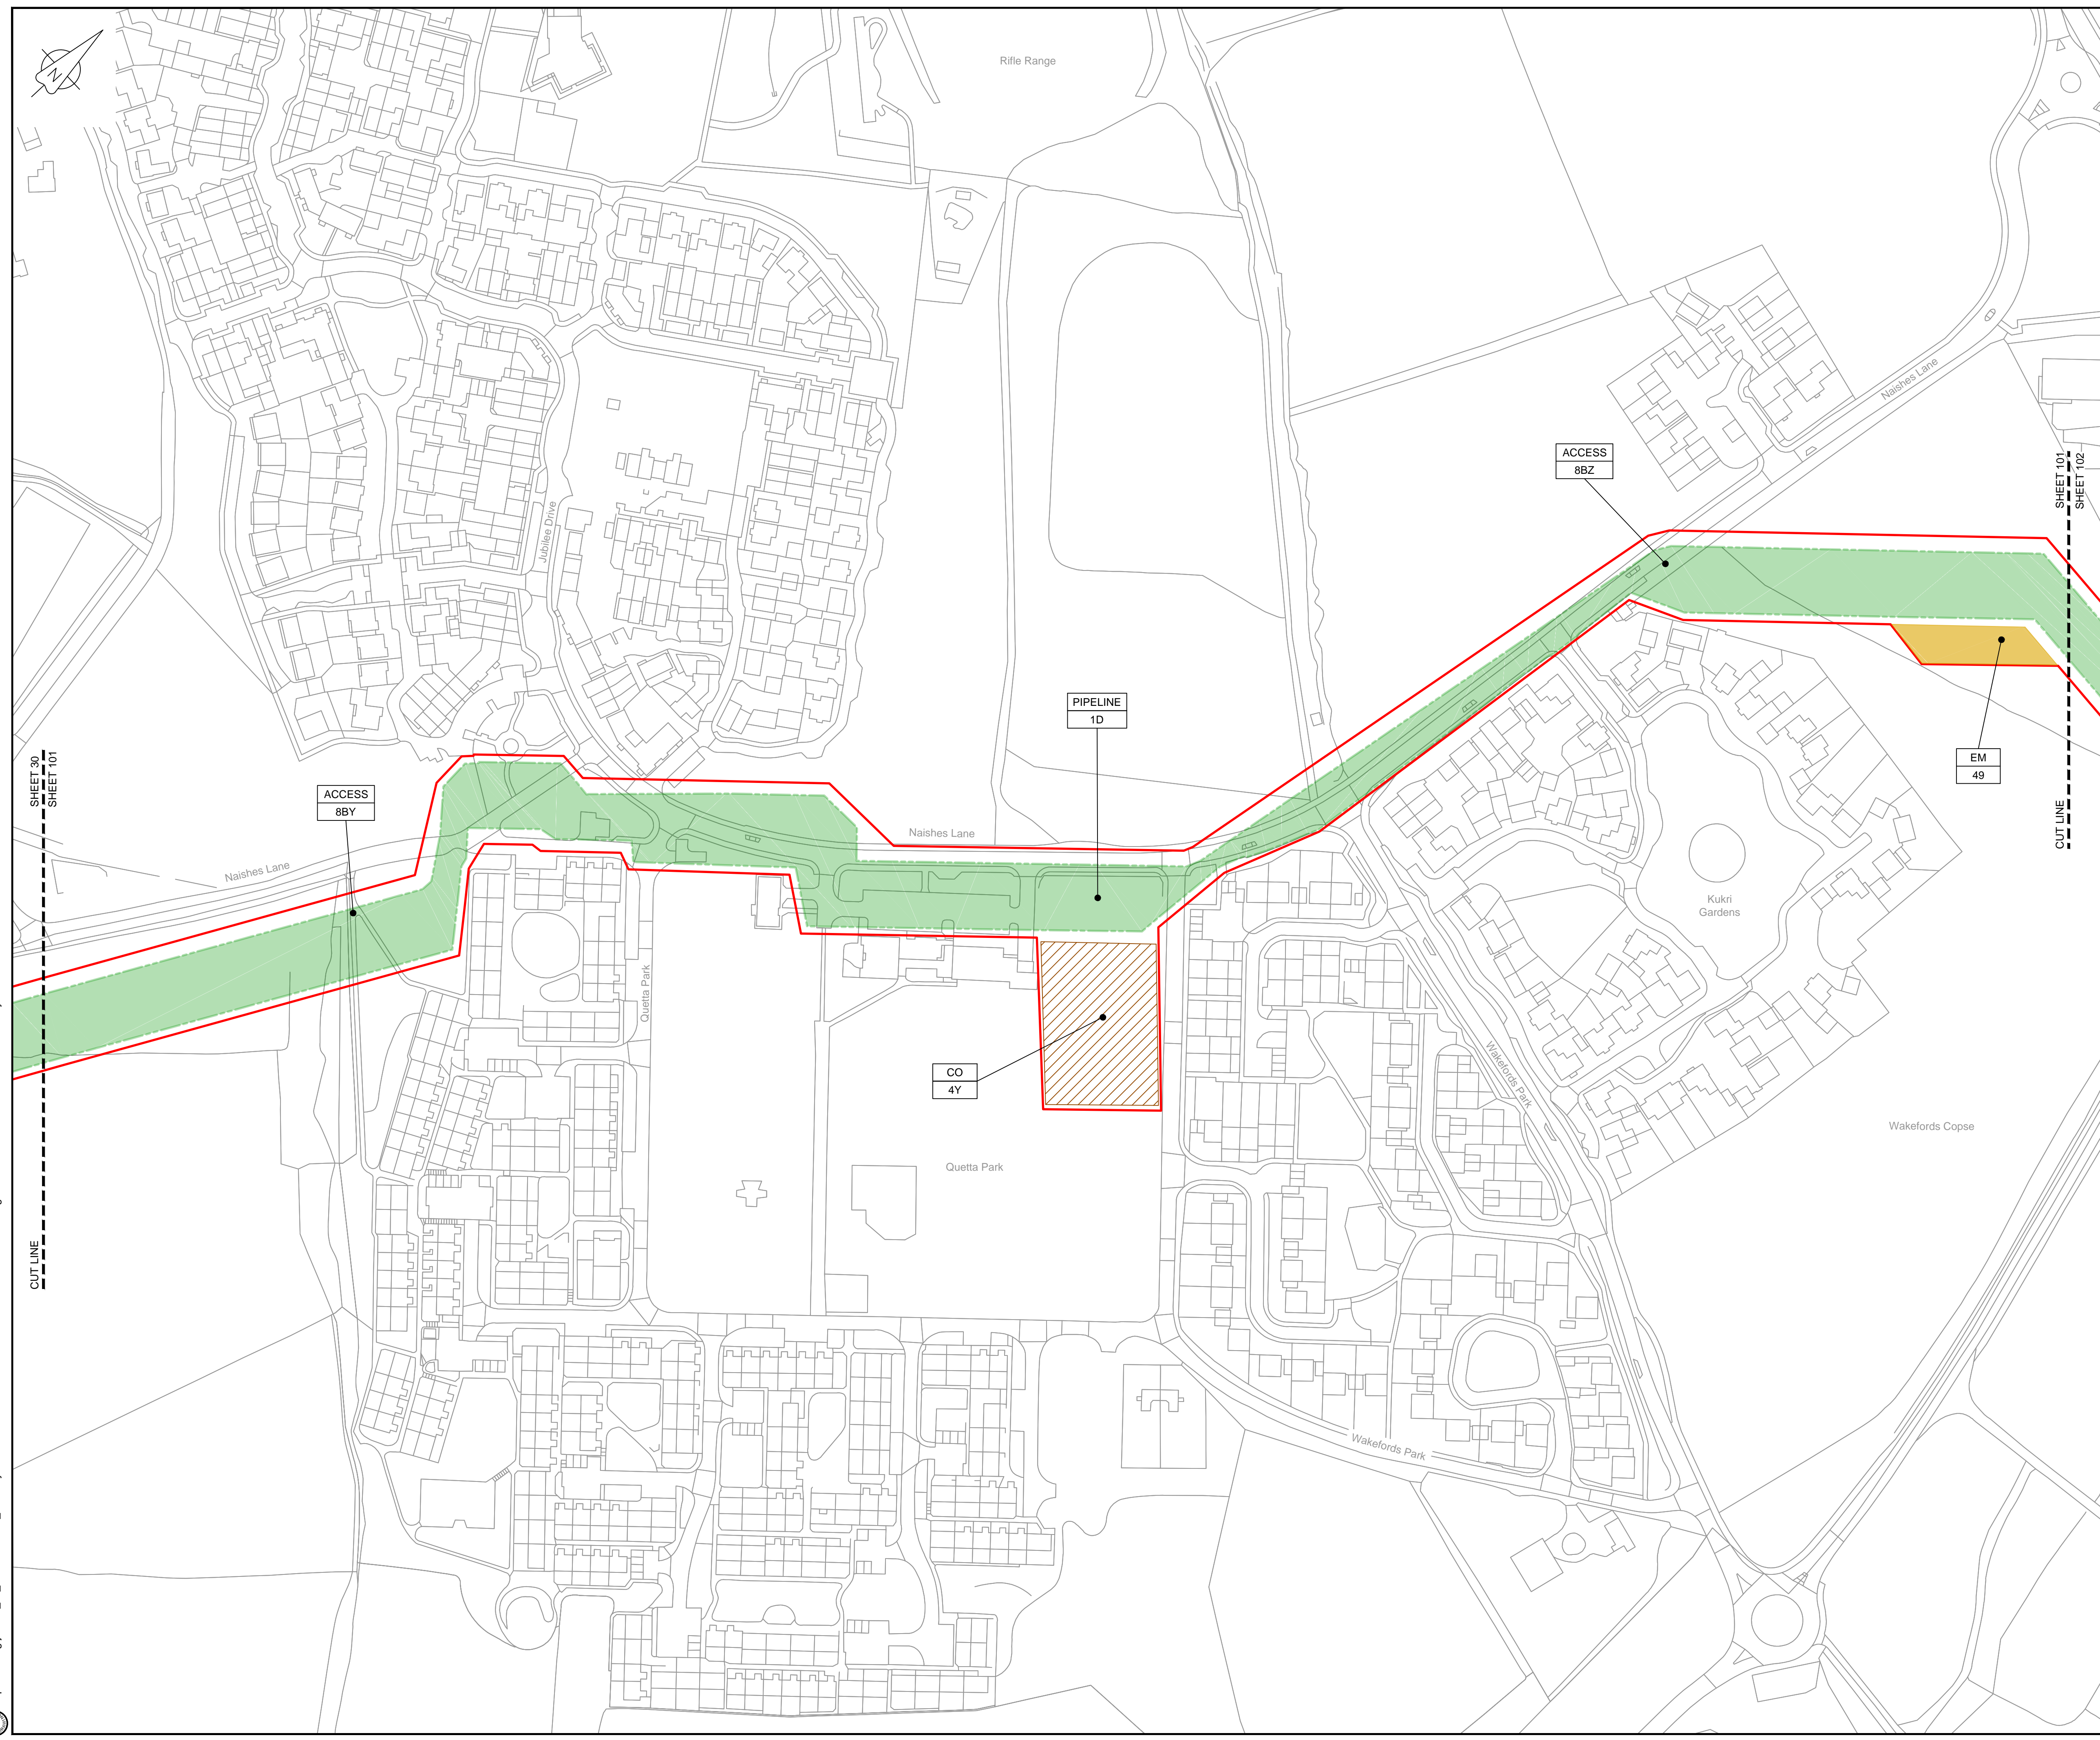 N
Rifle Range
Naishes Lane
ACCESS
8BZ
SHEET 101
SHEET 102
CUT LINE
Jubilee Drive
PIPELINE
1D
EM
49
SHEET 30
SHEET 101
CUT LINE
ACCESS
8BY
Naishes Lane
Naishes Lane
Kukri
Gardens
Quetta Park
CO
4Y
Wakefords Park
Wakefords Copse
Quetta Park
Wakefords Park